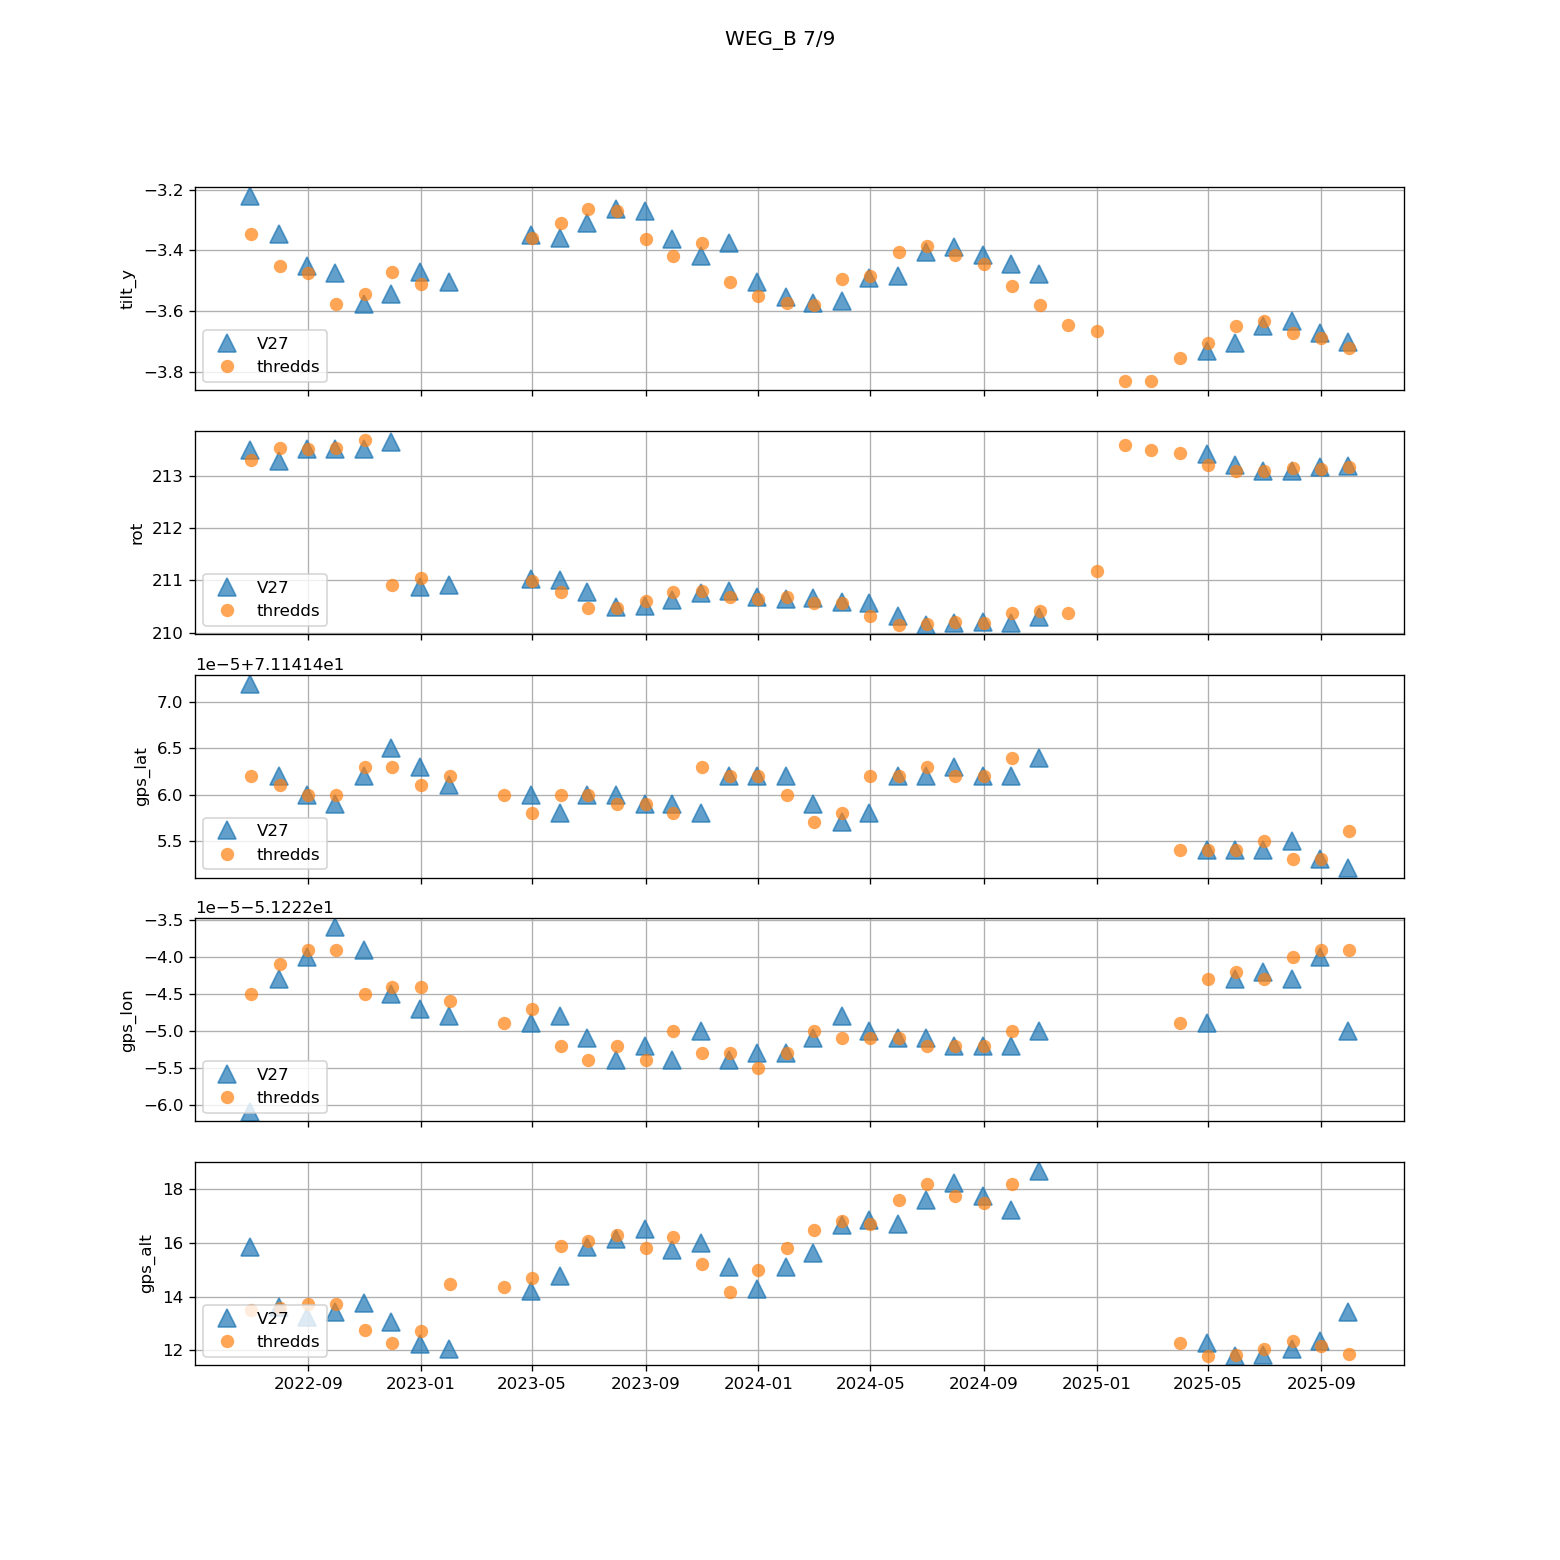 WEG_B 7/9
−3.2
−3.4
−3.6
−3.8
tilt_y
V27
thredds
213
212
211
210
rot
V27
thredds
1e−5+7.11414e1
7.0
6.5
6.0
5.5
gps_lat
V27
thredds
1e−5−5.1222e1
−3.5
−4.0
−4.5
−5.0
−5.5
−6.0
gps_lon
V27
thredds
18
16
14
12
gps_alt
V27
thredds
2022-09 2023-01 2023-05 2023-09 2024-01 2024-05 2024-09 2025-01 2025-05 2025-09